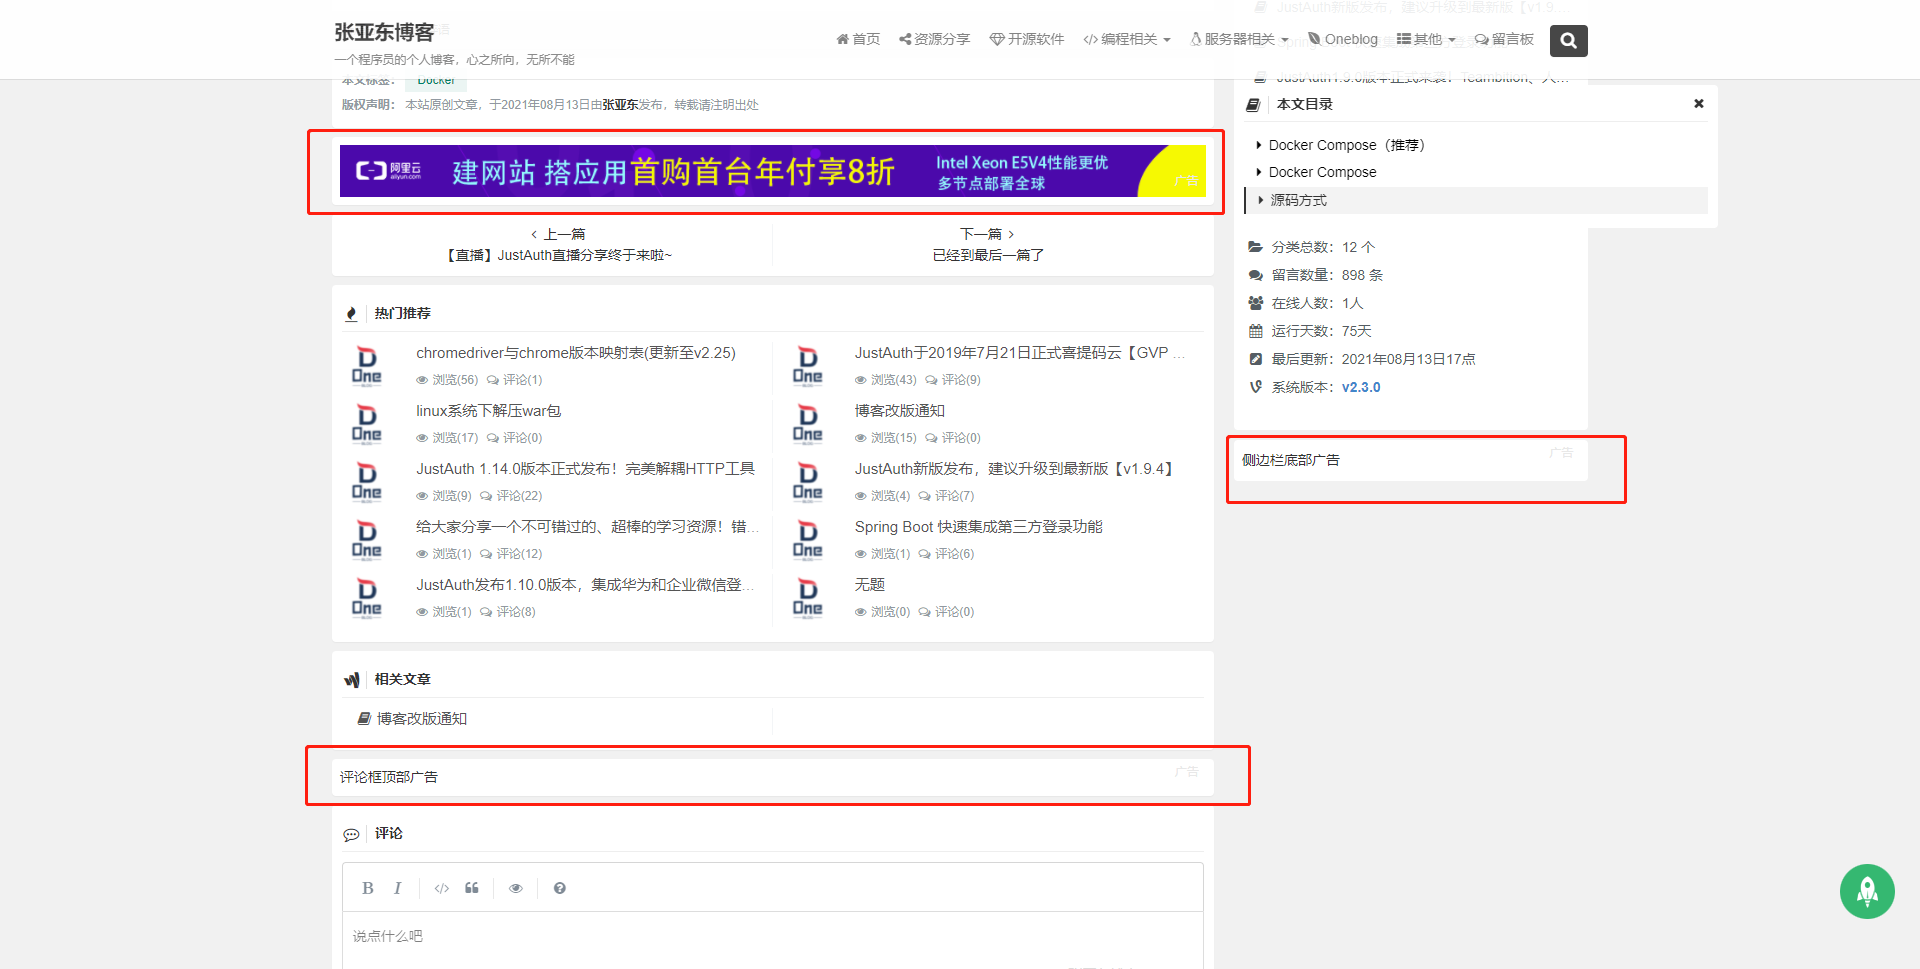 张亚东博客
一个程序员的个人博客，心之所向，无所不能
首页 资源分享 开源软件 编程相关 服务器相关 Oneblog 其他 留言板
JustAuth新版发布，建议升级到最新版【v1.9....
本文标签： Docker
版权声明： 本站原创文章，于2021年08月13日由张亚东发布，转载请注明出处
阿里云
aliyun.com
建网站 搭应用首购首台年付享8折
Intel Xeon E5V4性能更优
多节点部署全球
广告
上一篇
【直播】JustAuth直播分享终于来啦~
下一篇
已经到最后一篇了
热门推荐
D
One
chromedriver与chrome版本映射表(更新至v2.25)
浏览(56) 评论(1)
D
One
JustAuth于2019年7月21日正式喜提码云【GVP ...
浏览(43) 评论(9)
D
One
linux系统下解压war包
浏览(17) 评论(0)
D
One
博客改版通知
浏览(15) 评论(0)
D
One
JustAuth 1.14.0版本正式发布！完美解耦HTTP工具
浏览(9) 评论(22)
D
One
JustAuth新版发布，建议升级到最新版【v1.9.4】
浏览(4) 评论(7)
D
One
给大家分享一个不可错过的、超棒的学习资源！错...
浏览(1) 评论(12)
D
One
Spring Boot 快速集成第三方登录功能
浏览(1) 评论(6)
D
One
JustAuth发布1.10.0版本，集成华为和企业微信登...
浏览(1) 评论(8)
D
One
无题
浏览(0) 评论(0)
相关文章
博客改版通知
评论框顶部广告
广告
评论
B I
说点什么吧
本文目录
Docker Compose（推荐）
Docker Compose
源码方式
分类总数： 12 个
留言数量： 898 条
在线人数： 1人
运行天数： 75天
最后更新： 2021年08月13日17点
系统版本： v2.3.0
侧边栏底部广告
广告